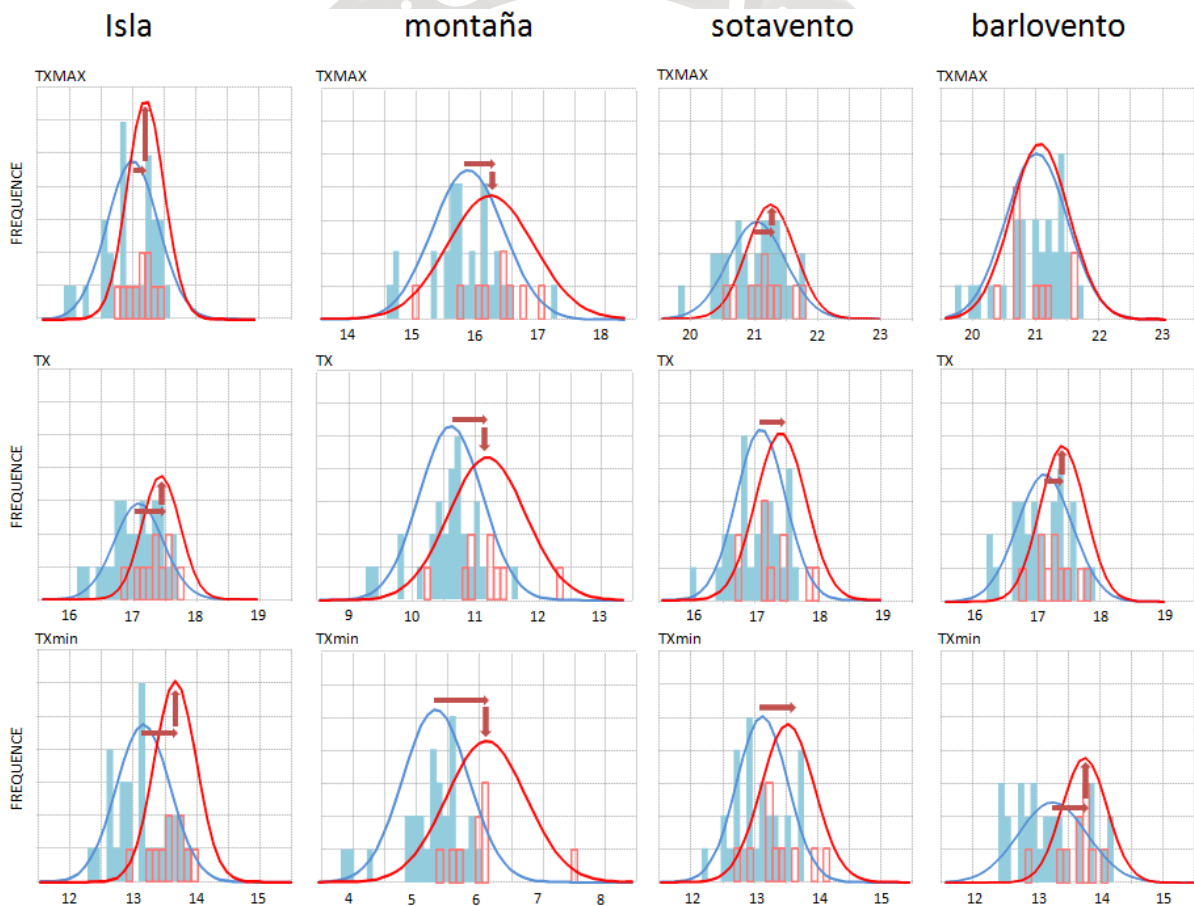 Isla montaña sotavento barlovento
TXMAX TXMAX TXMAX TXMAX
FREQUENCE
14 15 16 17 18 20 21 22 23 20 21 22 23
TX TX TX TX
FREQUENCE
16 17 18 19 9 10 11 12 13 16 17 18 19 16 17 18 19
TXmin TXmin TXmin TXmin
FREQUENCE
12 13 14 15 4 5 6 7 8 12 13 14 15 12 13 14 15